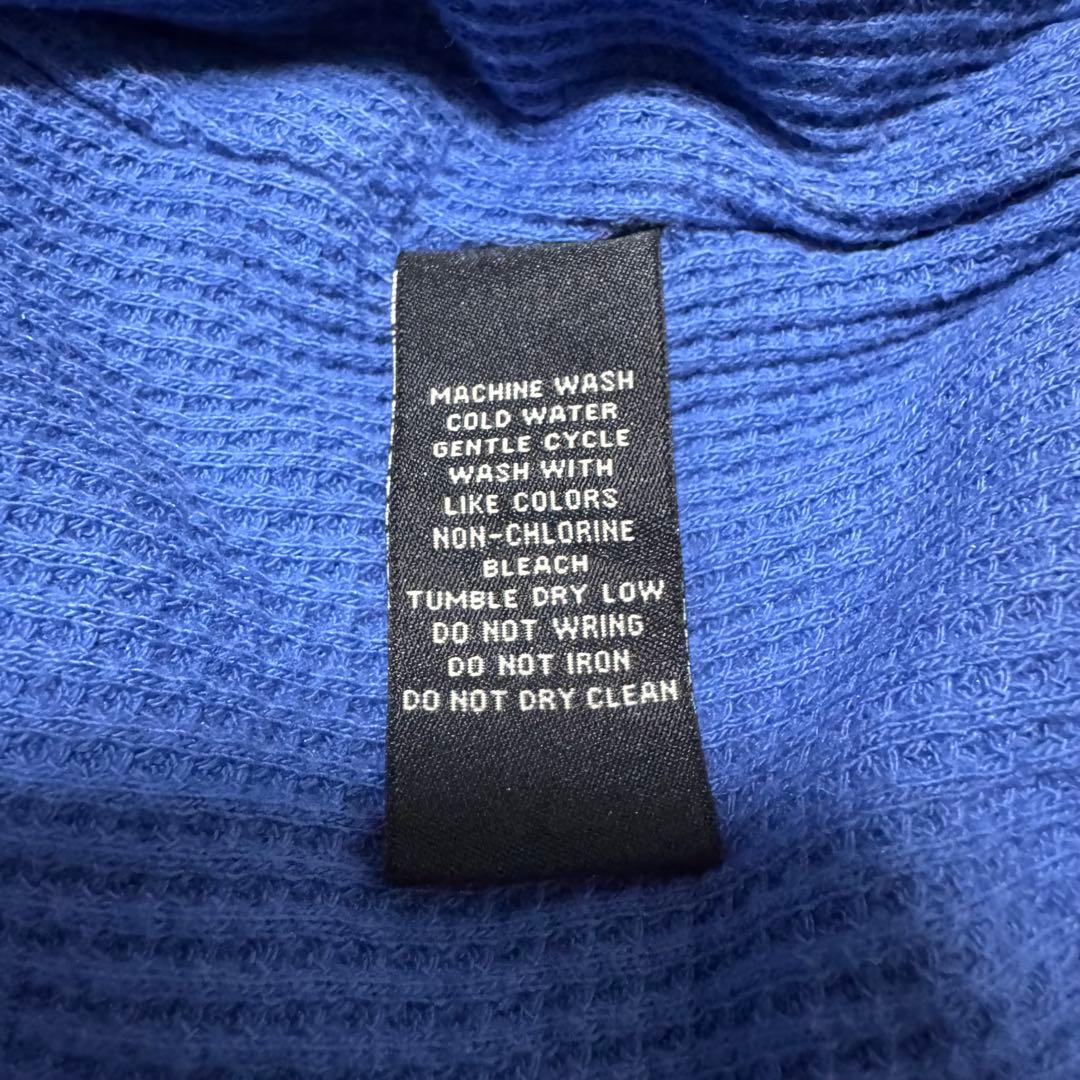 MACHINE WASH
COLD WATER
GENTLE CYCLE
WASH WITH
LIKE COLORS
NON-CHLORINE
BLEACH
TUMBLE DRY LOW
DO NOT WRING
DO NOT IRON
DO NOT DRY CLEAN